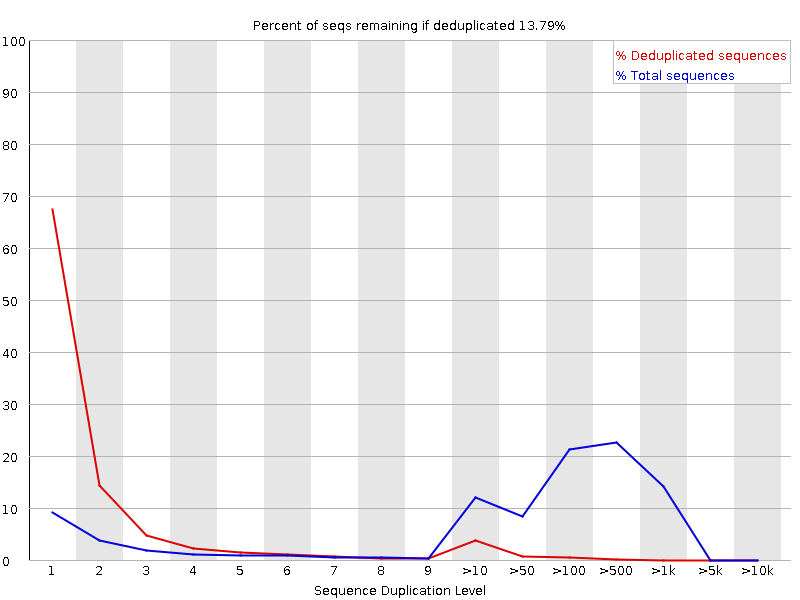 Percent of seqs remaining if deduplicated 13.79%
% Deduplicated sequences
% Total sequences
100
90
80
70
60
50
40
30
20
10
0
1 2 3 4 5 6 7 8 9 >10 >50 >100 >500 >1k >5k >10k
Sequence Duplication Level